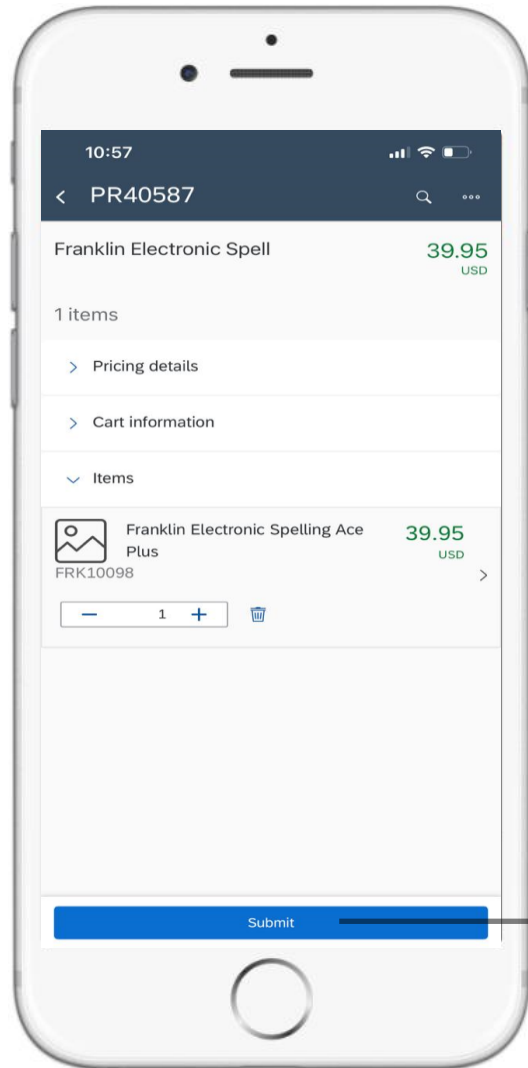 10:57
PR40587
Franklin Electronic Spell
39.95
USD
1 items
Pricing details
Cart information
Items
Franklin Electronic Spelling Ace
Plus
39.95
USD
FRK10098
1
Submit